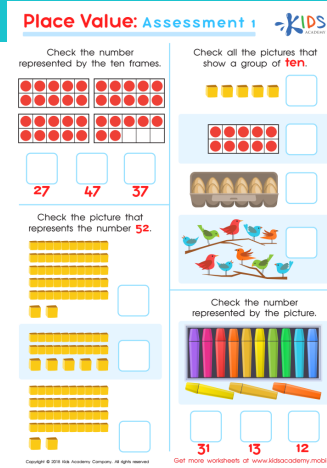 Place Value: Assessment 1
KIDS
ACADEMY
Check the number
represented by the ten frames.
27 47 37
Check the picture that
represents the number 52.
Check all the pictures that
show a group of ten.
Check the number
represented by the picture.
31 13 12
Copyright © 2015 Kids Academy Company. All rights reserved
Get more worksheets at www.kidsacademy.mobi